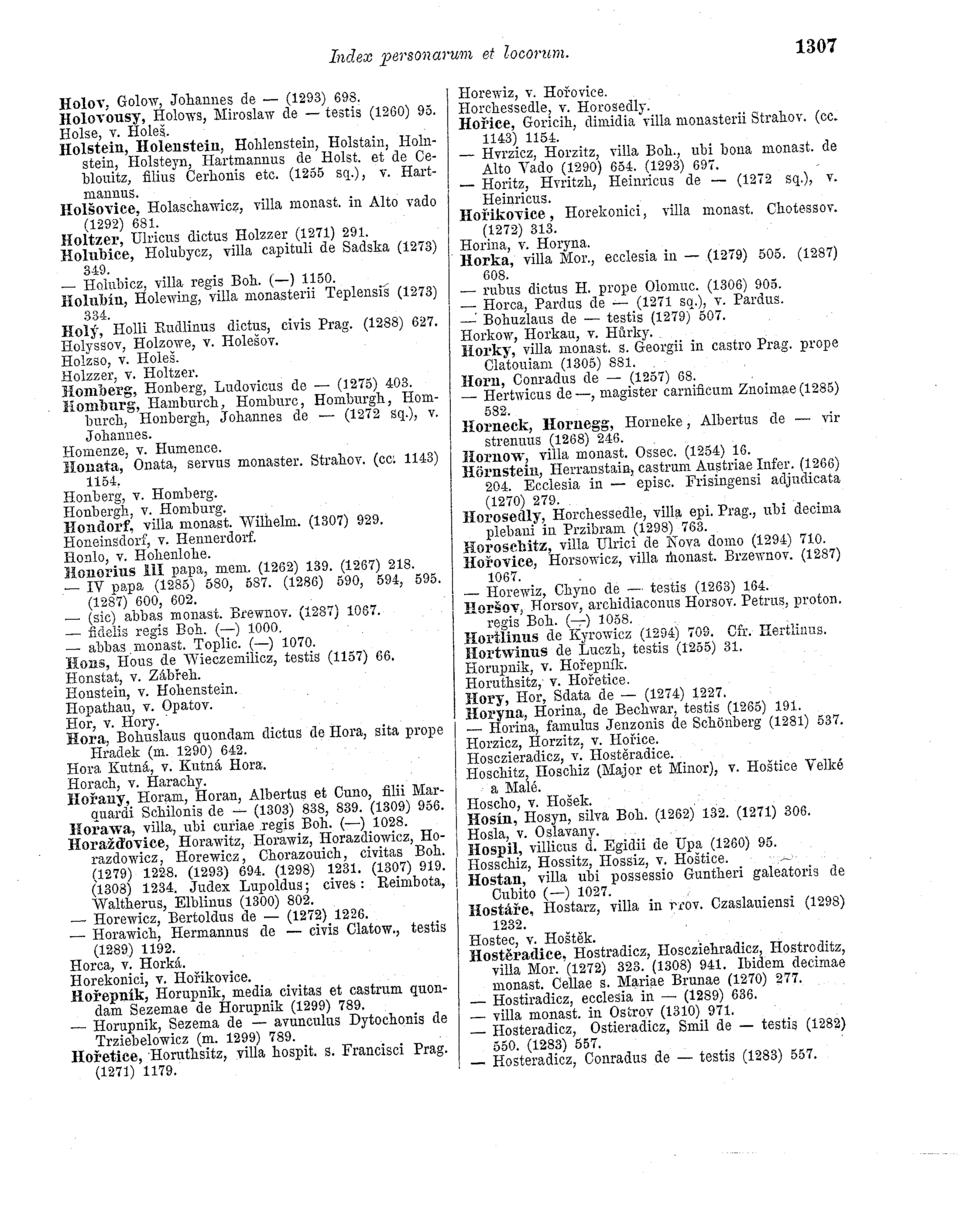 Index personarum et locorum.
1307
Holov, Golow, Johannes de — (1293) 698.
Holovousy, Holows, Miroslaw de — testis (1260) 95.
Holse, v. Holeš.
Holstein, Holenstein, Hohlenstein, Holstain, Holn-
stein, Holsteyn, Hartmannus de Holst. et de Ce-
blouitz, filius Cerhonis etc. (1255 sq.), v. Hart-
mannus.
Holšovice, Holaschawicz, villa monast. in Alto vado
(1292) 681.
Holtzer, Ulricus dictus Holzzer (1271) 291.
Holubice, Holubycz, villa capituli de Sadska (1273)
349.
— Holubicz, villa regis Boh. (—) 1150.
Holubín, Holewing, villa monasterii Teplensis (1273)
334.
Holý, Holli Rudlinus dictus, civis Prag. (1288) 627.
Holyssov, Holzowe, v. Holešov.
Holzso, v. Holeš.
Holzzer, v. Holtzer.
Homberg, Honberg, Ludovicus de — (1275) 403.
Homburg, Hamburch, Homburc, Homburgh, Hom-
burch, Honbergh, Johannes de — (1272 sq.), v.
Johannes.
Homenze, v. Humence.
Honata, Onata, servus monaster. Strahov. (cc. 1143)
1154.
Honberg, v. Homberg.
Honbergh, v. Homburg.
Hondorf, villa monast. Wilhelm. (1307) 929.
Honeinsdorf, v. Hennerdorf.
Honlo, v. Hohenlohe.
Honorius III papa, mem. (1262) 139. (1267) 218.
— IV papa (1285) 580, 587. (1286) 590, 594, 595.
(1287) 600, 602.
— (sic) abbas monast. Brewnov. (1287) 1067.
— fidelis regis Boh. (—) 1000.
— abbas monast. Toplic. (—) 1070.
Hons, Hous de Wieczemilicz, testis (1157) 66.
Honstat, v. Zábřeh.
Honstein, v. Hohenstein.
Hopathau, v. Opatov.
Hor, v. Hory.
Hora, Bohuslaus quondam dictus de Hora, sita prope
Hradek (m. 1290) 642.
Hora Kutná, v. Kutná Hora.
Horach, v. Harachy.
Hořany, Horam, Horan, Albertus et Cuno, filii Mar-
quardi Schilonis de — (1303) 838, 839. (1309) 956.
Horawa, villa, ubi curiae regis Boh. (—) 1028.
Horažďovice, Horawitz, Horawiz, Horazdiowicz, Ho-
razdowicz, Horewicz, Chorazouich, civitas Boh.
(1279) 1228. (1293) 694. (1298) 1231. (1307) 919.
(1308) 1234. Judex Lupoldus; cives: Reimbota,
Waltherus, Elblinus (1300) 802.
— Horewicz, Bertoldus de — (1272) 1226.
— Horawich, Hermannus de — civis Clatow., testis
(1289) 1192.
Horca, v. Horká.
Horekonici, v. Hořikovice.
Hořepník, Horupnik, media civitas et castrum quon-
dam Sezemae de Horupnik (1299) 789.
— Horupnik, Sezema de — avunculus Dytochonis de
Trziebelowicz (m. 1299) 789.
Hořetice, Horuthsitz, villa hospit. s. Francisci Prag.
(1271) 1179.
Horewiz, v. Hořovice.
Horchessedle, v. Horosedly.
Hořice, Goricih, dimidia villa monasterii Strahov. (cc.
1143) 1154.
— Hvrzicz, Horzitz, villa Boh., ubi bona monast. de
Alto Vado (1290) 654. (1293) 697.
— Horitz, Hvritzh, Heinricus de — (1272 sq.), v.
Heinricus.
Hořikovice, Horekonici, villa monast. Chotessov.
(1272) 313.
Horina, v. Horyna.
Horka, villa Mor., ecclesia in — (1279) 505. (1287)
608.
— rubus dictus H. prope Olomuc. (1306) 905.
— Horca, Pardus de — (1271 sq.), v. Pardus.
— Bohuzlaus de — testis (1279) 507.
Horkow, Horkau, v. Hůrky.
Horky, villa monast. s. Georgii in castro Prag. prope
Clatouiam (1305) 881.
Horn, Conradus de — (1257) 68.
— Hertwicus de —, magister carnificum Znoimae (1285)
582.
Horneck, Hornegg, Horneke, Albertus de — vir
strenuus (1268) 246.
Hornow, villa monast. Ossec. (1254) 16.
Hörnstein, Herranstain, castrum Austriae Infer. (1266)
204. Ecclesia in — episc. Frisingensi adjudicata
(1270) 279.
Horosedly, Horchessedle, villa epi. Prag., ubi decima
plebani in Przibram (1298) 763.
Horoschitz, villa Ulrici de Nova domo (1294) 710.
Hořovice, Horsowicz, villa monast. Brzewnov. (1287)
1067.
— Horewiz, Chyno de — testis (1263) 164.
Horšov, Horsov, archidiaconus Horsov. Petrus, proton.
regis Boh. (—) 1058.
Hortlinus de Kyrowicz (1294) 709. Cfr. Hertlinus.
Hortwinus de Luczh, testis (1255) 31.
Horupnik, v. Hořepník.
Horuthsitz, v. Hořetice.
Hory, Hor, Sdata de — (1274) 1227.
Horyna, Horina, de Bechwar, testis (1265) 191.
— Horina, famulus Jenzonis de Schönberg (1281) 537.
Horzicz, Horzitz, v. Hořice.
Hosczieradicz, v. Hostěradice.
Hoschitz, Hoschiz (Major et Minor), v. Hoštice Velké
a Malé.
Hoscho, v. Hošek.
Hosín, Hosyn, silva Boh. (1262) 132. (1271) 306.
Hosla, v. Oslavany.
Hospil, villicus d. Egidii de Upa (1260) 95.
Hosschiz, Hossitz, Hossiz, v. Hoštice.
Hostan, villa ubi possessio Guntheri galeatoris de
Cubito (—) 1027.
Hostáře, Hostarz, villa in prov. Czaslauiensi (1298)
1232.
Hostec, v. Hoštěk.
Hostěradice, Hostradicz, Hoscziehradicz, Hostroditz,
villa Mor. (1272) 323. (1308) 941. Ibidem decimae
monast. Cellae s. Mariae Brunae (1270) 277.
— Hostiradicz, ecclesia in — (1289) 636.
— villa monast. in Ostrov (1310) 971.
— Hosteradicz, Ostieradicz, Smil de — testis (1282)
550. (1283) 557.
— Hosteradicz, Conradus de — testis (1283) 557.